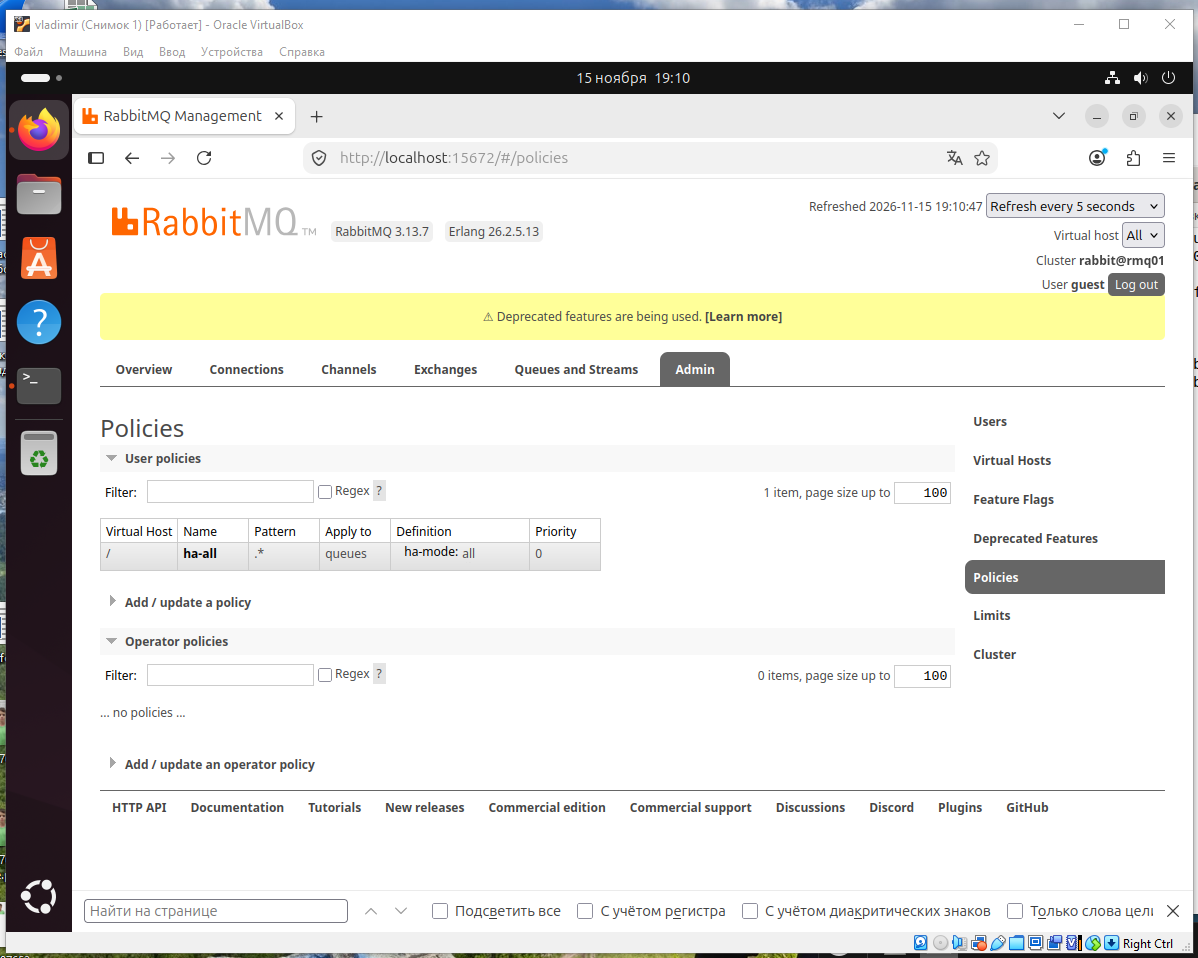 vladimir (Снимок 1) [Работает] - Oracle VirtualBox
Файл Машина Вид Ввод Устройства Справка
15 ноября 19:10
RabbitMQ Management
http://localhost:15672/#/policies
RabbitMQ TM RabbitMQ 3.13.7 Erlang 26.2.5.13
Refreshed 2026-11-15 19:10:47 Refresh every 5 seconds
Virtual host All
Cluster rabbit@rmq01
User guest Log out
⚠ Deprecated features are being used. [Learn more]
Overview Connections Channels Exchanges Queues and Streams Admin
Policies
User policies
Filter: Regex ? 1 item, page size up to 100
Virtual Host Name Pattern Apply to Definition Priority
/ ha-all .* queues ha-mode: all 0
Add / update a policy
Operator policies
Filter: Regex ? 0 items, page size up to 100
... no policies ...
Add / update an operator policy
Users
Virtual Hosts
Feature Flags
Deprecated Features
Policies
Limits
Cluster
HTTP API Documentation Tutorials New releases Commercial edition Commercial support Discussions Discord Plugins GitHub
Найти на странице Подсветить все С учётом регистра С учётом диакритических знаков Только слова цели
Right Ctrl